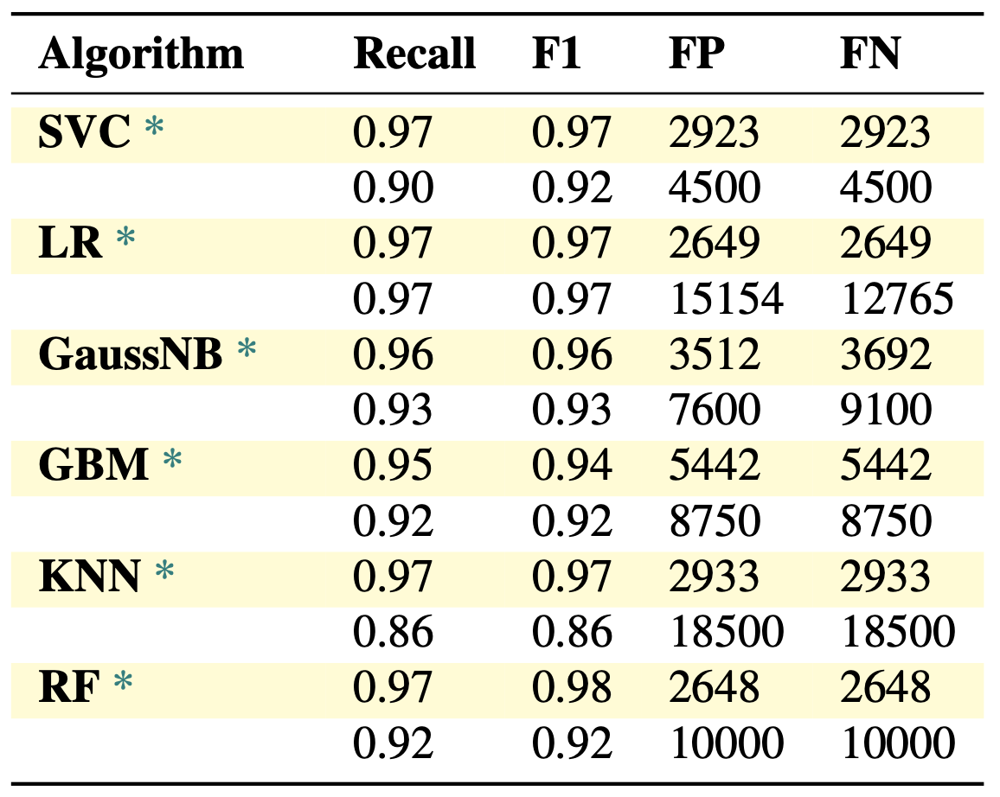 Algorithm Recall F1 FP FN
SVC * 0.97 0.97 2923 2923
0.90 0.92 4500 4500
LR * 0.97 0.97 2649 2649
0.97 0.97 15154 12765
GaussNB * 0.96 0.96 3512 3692
0.93 0.93 7600 9100
GBM * 0.95 0.94 5442 5442
0.92 0.92 8750 8750
KNN * 0.97 0.97 2933 2933
0.86 0.86 18500 18500
RF * 0.97 0.98 2648 2648
0.92 0.92 10000 10000